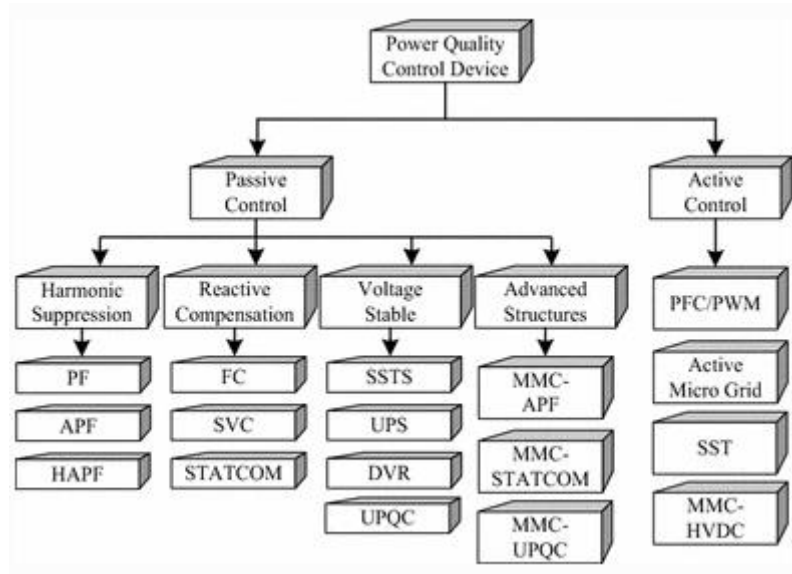 Power Quality
Control Device
Passive
Control
Active
Control
Harmonic
Suppression
Reactive
Compensation
Voltage
Stable
Advanced
Structures
PFC/PWM
PF
APF
HAPF
FC
SVC
STATCOM
SSTS
UPS
DVR
UPQC
MMC-
APF
MMC-
STATCOM
MMC-
UPQC
Active
Micro Grid
SST
MMC-
HVDC